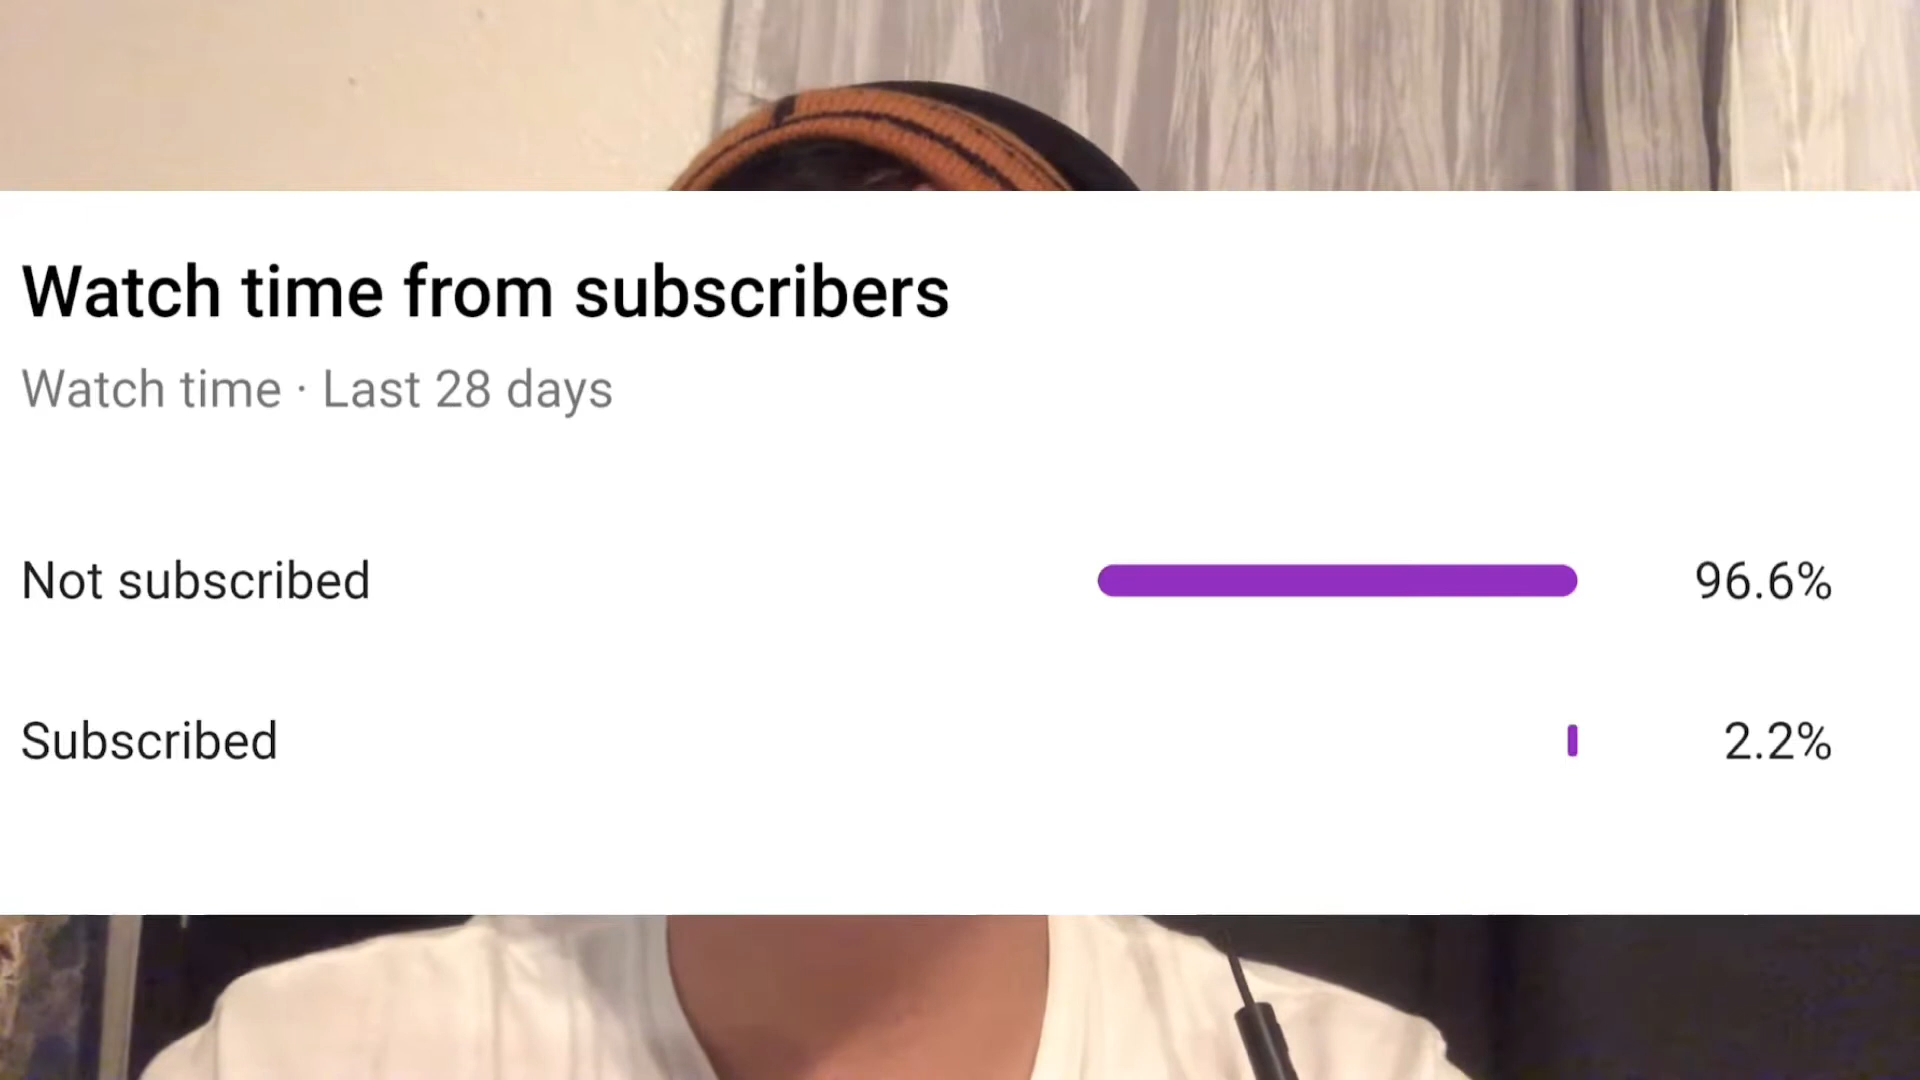 Watch time from subscribers
Watch time · Last 28 days
Not subscribed 96.6%
Subscribed 2.2%